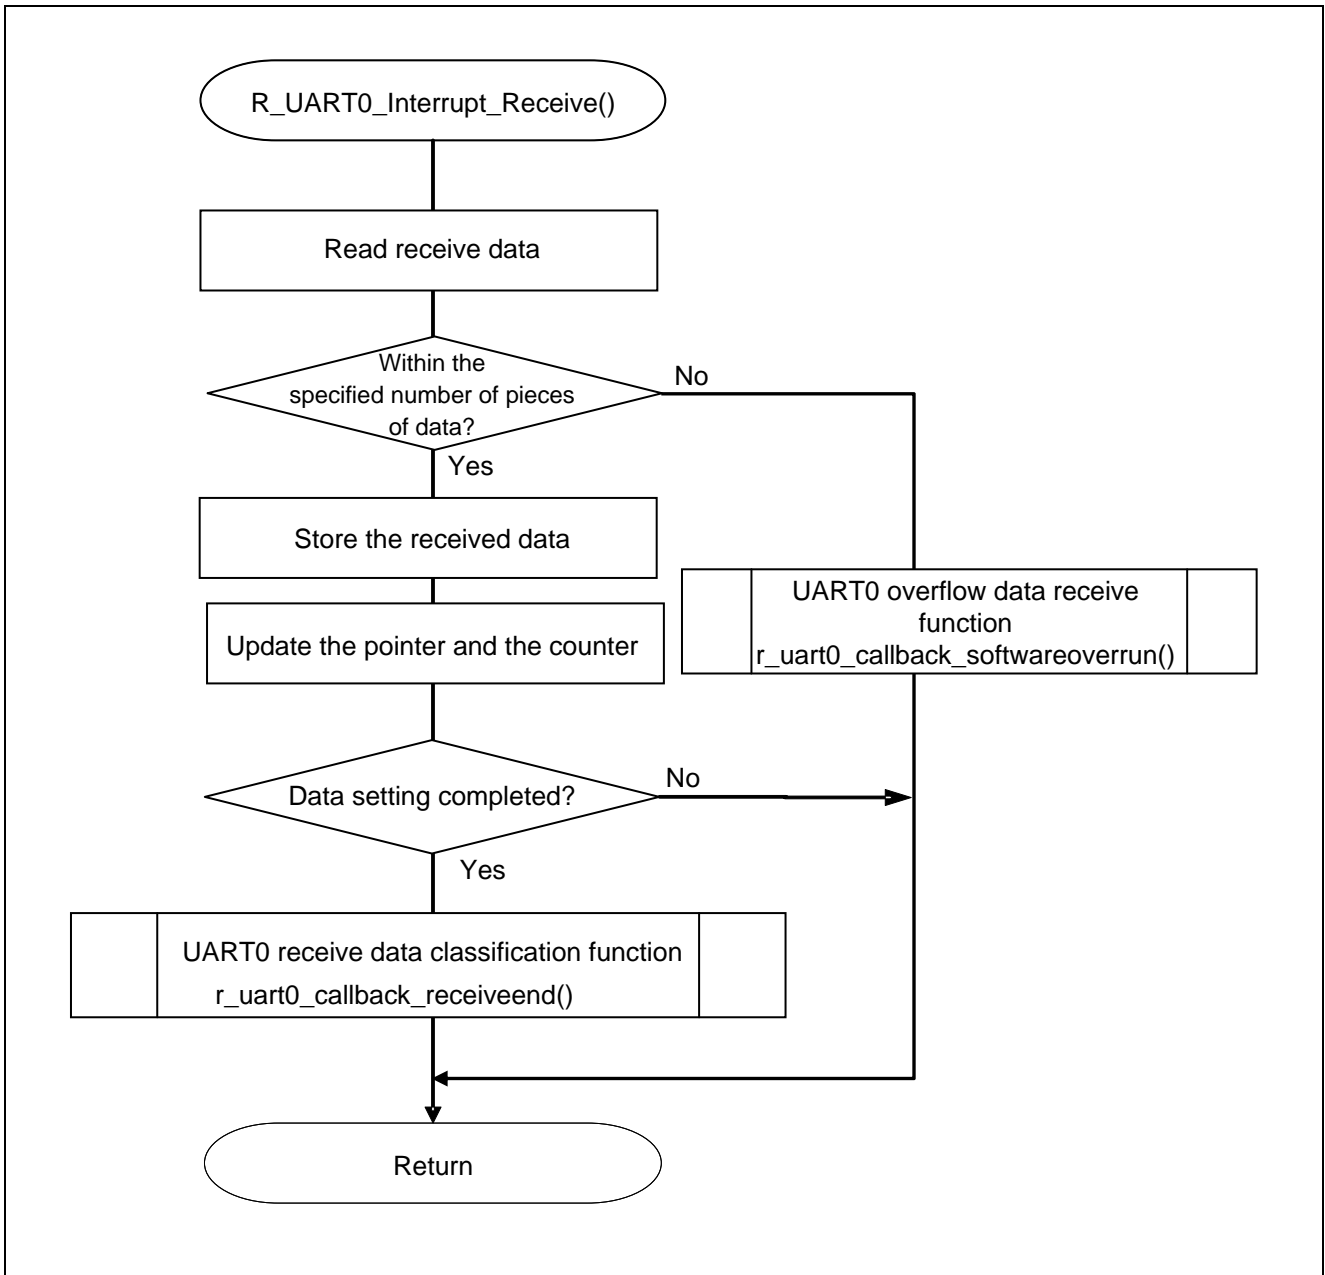 R_UART0_Interrupt_Receive()
Read receive data
Within the
specified number of pieces
of data?
No
Yes
Store the received data
UART0 overflow data receive
function
r_uart0_callback_softwareoverrun()
Update the pointer and the counter
Data setting completed?
No
Yes
UART0 receive data classification function
r_uart0_callback_receiveend()
Return